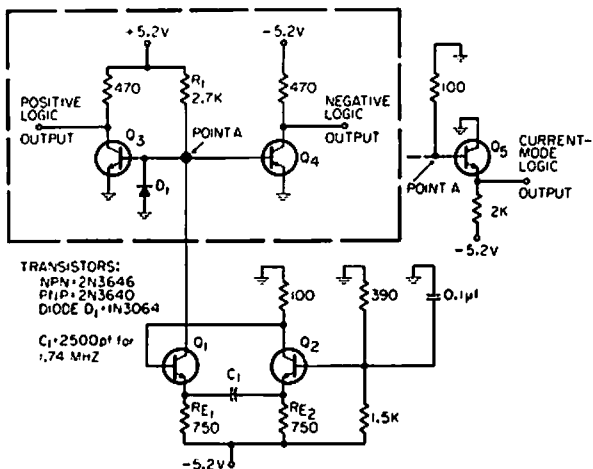 +5.2V
-5.2V
470
R1
2.7K
470
100
POSITIVE
LOGIC
OUTPUT
NEGATIVE
LOGIC
OUTPUT
Q3
POINT A
Q4
Q5
CURRENT-
MODE
LOGIC
OUTPUT
POINT A
D1
2K
-5.2V
TRANSISTORS:
NPN=2N3646
PNP=2N3640
DIODE D1=1N3064
100
390
0.1µf
C1=2500pf for
1.74 MHZ
Q1
Q2
C1
RE1
750
RE2
750
1.5K
-5.2V